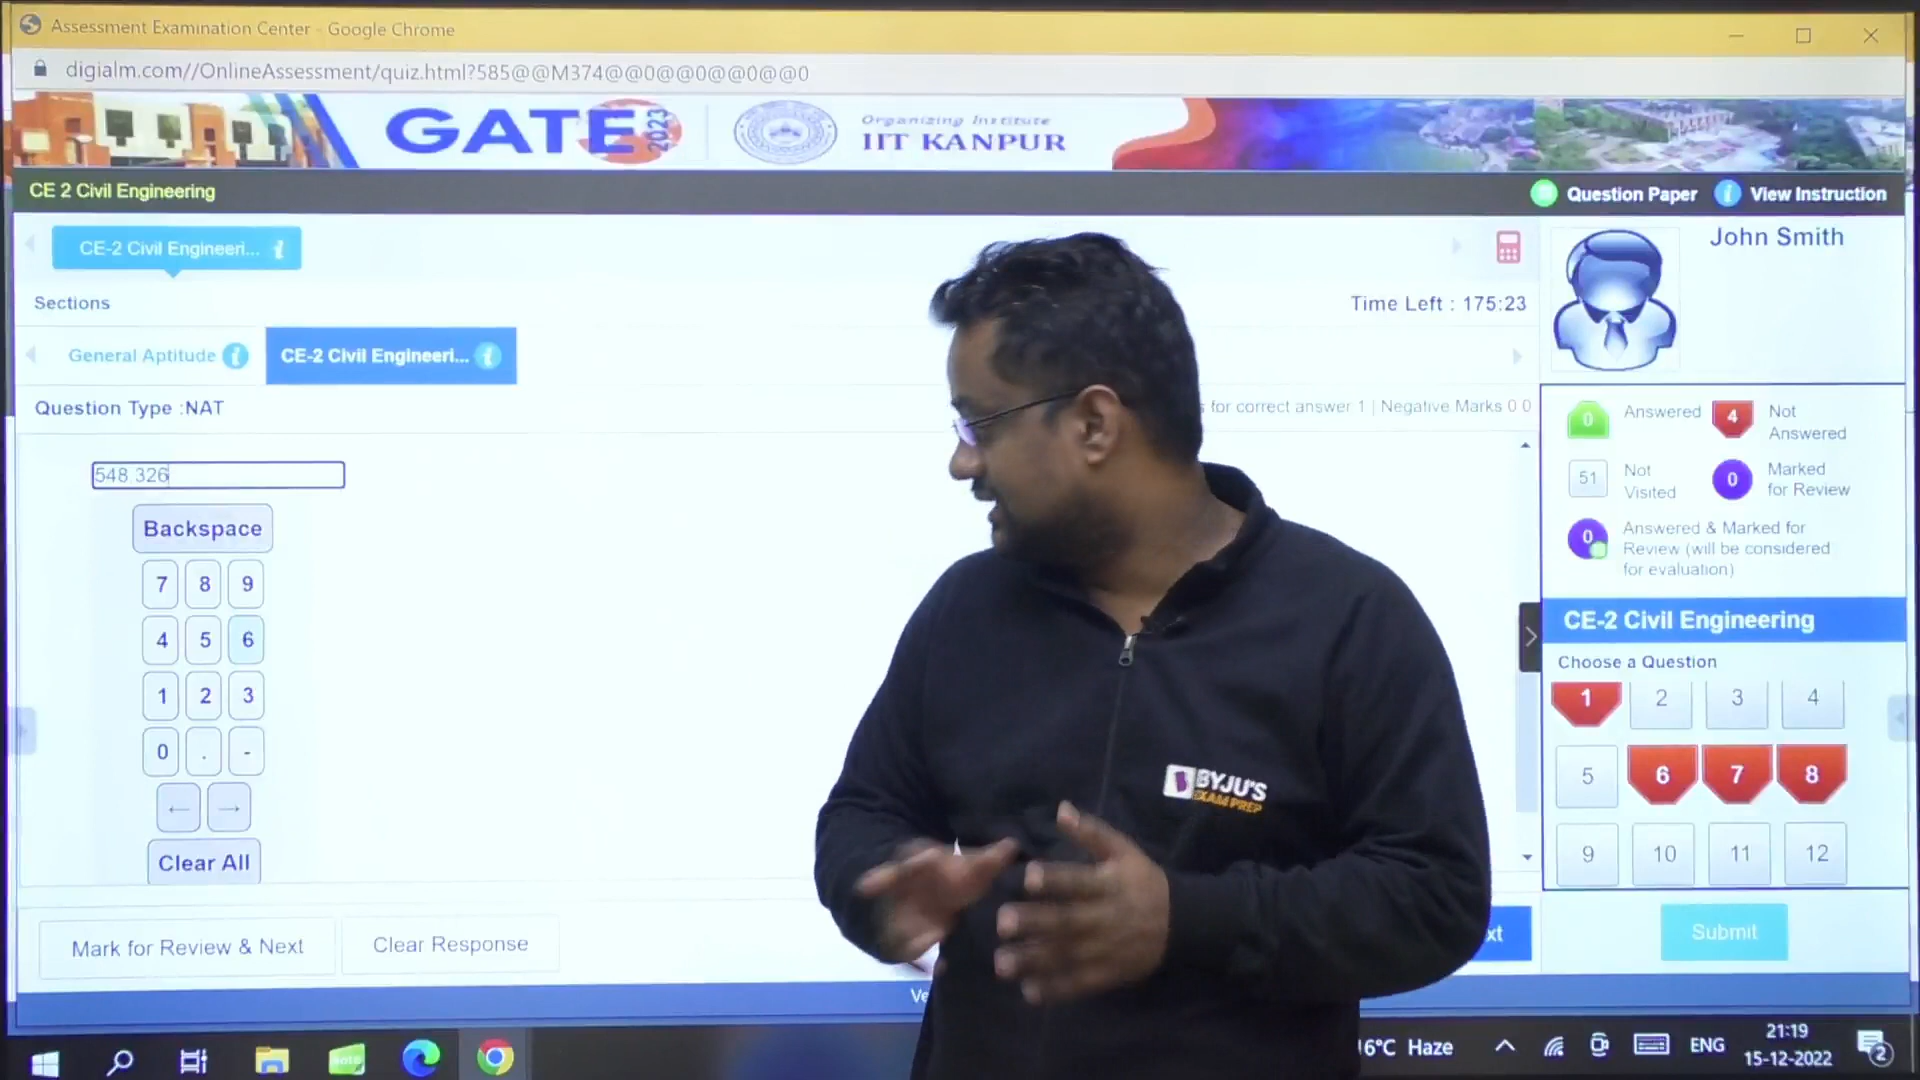 Assessment Examination Center - Google Chrome
digialm.com//OnlineAssessment/quiz.html?585@@M374@@0@@0@@0@@0
GATE 2023
Organizing Institute
IIT KANPUR
CE 2 Civil Engineering
Question Paper
i View Instruction
CE-2 Civil Engineeri... i
John Smith
Sections
Time Left : 175:23
General Aptitude i
CE-2 Civil Engineeri... i
Question Type :NAT
for correct answer 1 | Negative Marks 0 0
0 Answered
4 Not Answered
51 Not Visited
0 Marked for Review
0 Answered & Marked for
Review (will be considered
for evaluation)
548 326
Backspace
7 8 9
4 5 6
1 2 3
0 . -
← →
Clear All
CE-2 Civil Engineering
Choose a Question
1 2 3 4
5 6 7 8
9 10 11 12
BYJU'S
EXAM PREP
Mark for Review & Next
Clear Response
xt
Submit
Ve
6°C Haze
ENG
21:19
15-12-2022
2